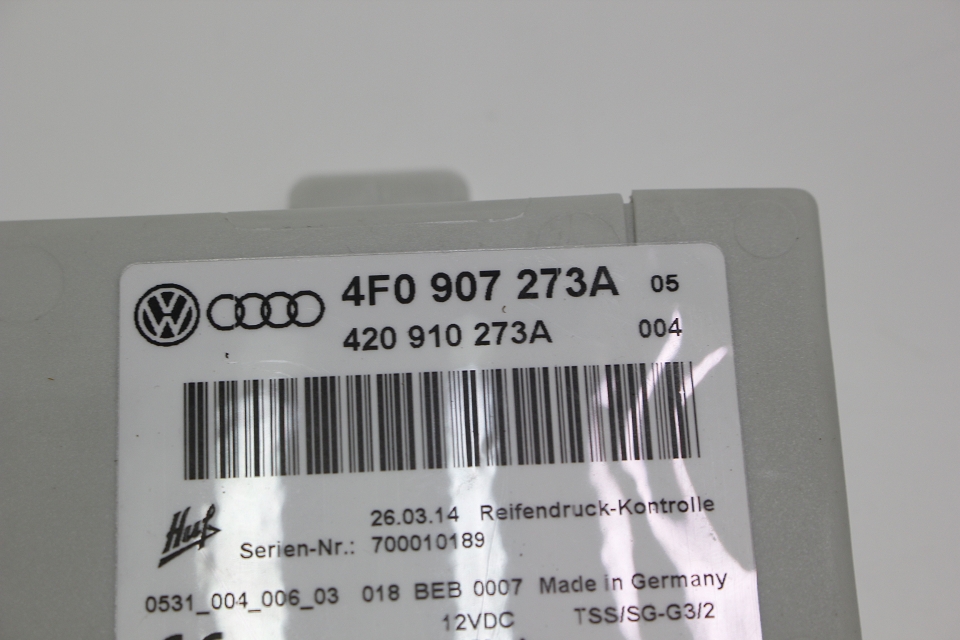 4F0 907 273A 05
420 910 273A 004
Huf
26.03.14 Reifendruck-Kontrolle
Serien-Nr.: 700010189
0531_004_006_03 018 BEB 0007 Made in Germany
12VDC TSS/SG-G3/2